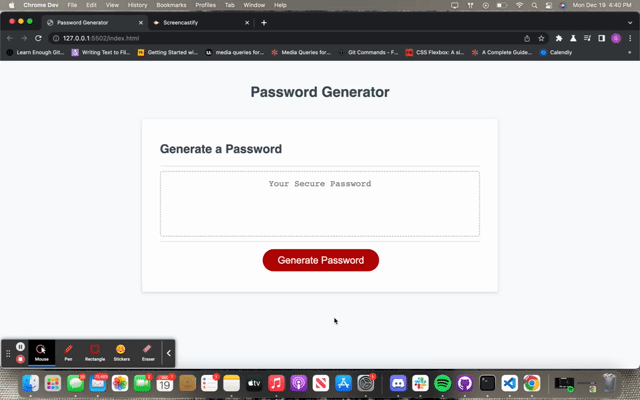 Chrome Dev File Edit View History Bookmarks Profiles Tab Window Help Mon Dec 19 4:40 PM
Password Generator Screencastify
127.0.0.1:5502/index.html
Learn Enough Git... Writing Text to Fil... Getting Started wi... media queries for... Media Queries for... Git Commands - F... CSS Flexbox: A si... A Complete Guide... Calendly
Password Generator
Generate a Password
Your Secure Password
Generate Password
Mouse Pen Rectangle Stickers Eraser
DEC
19
tv